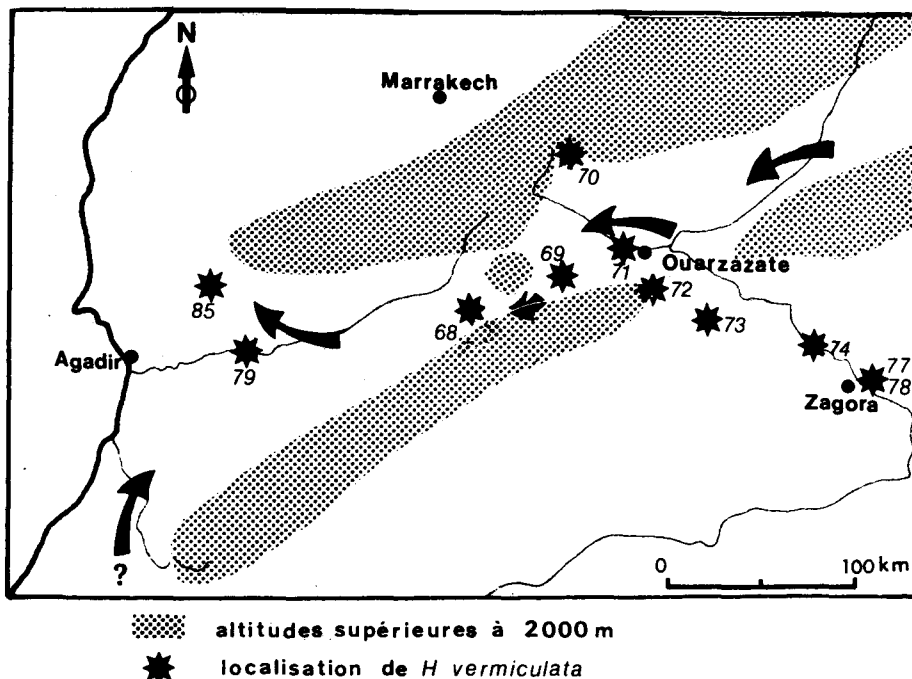 N
Marrakech
70
69
71
Ouarzazate
72
85
68
73
Agadir
79
74
77
78
Zagora
?
0 100 km
altitudes supérieures à 2000 m
localisation de H vermiculata